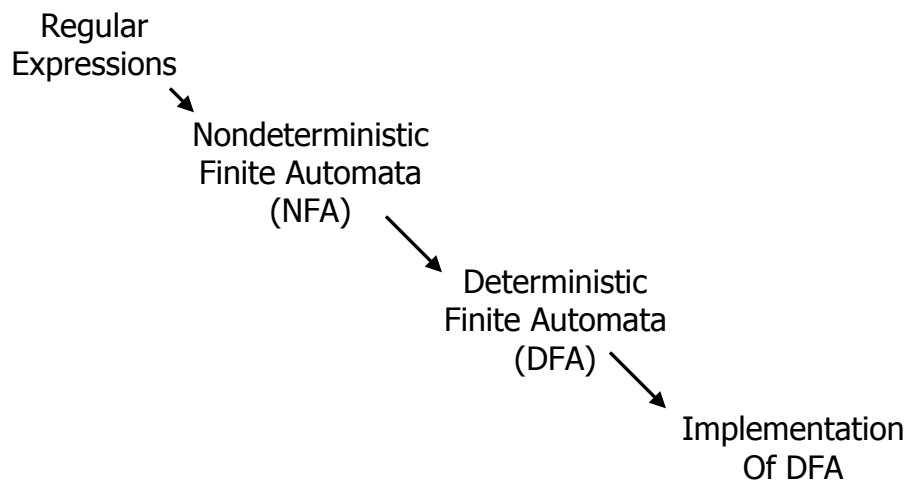 Regular
Expressions
Nondeterministic
Finite Automata
(NFA)
Deterministic
Finite Automata
(DFA)
Implementation
Of DFA